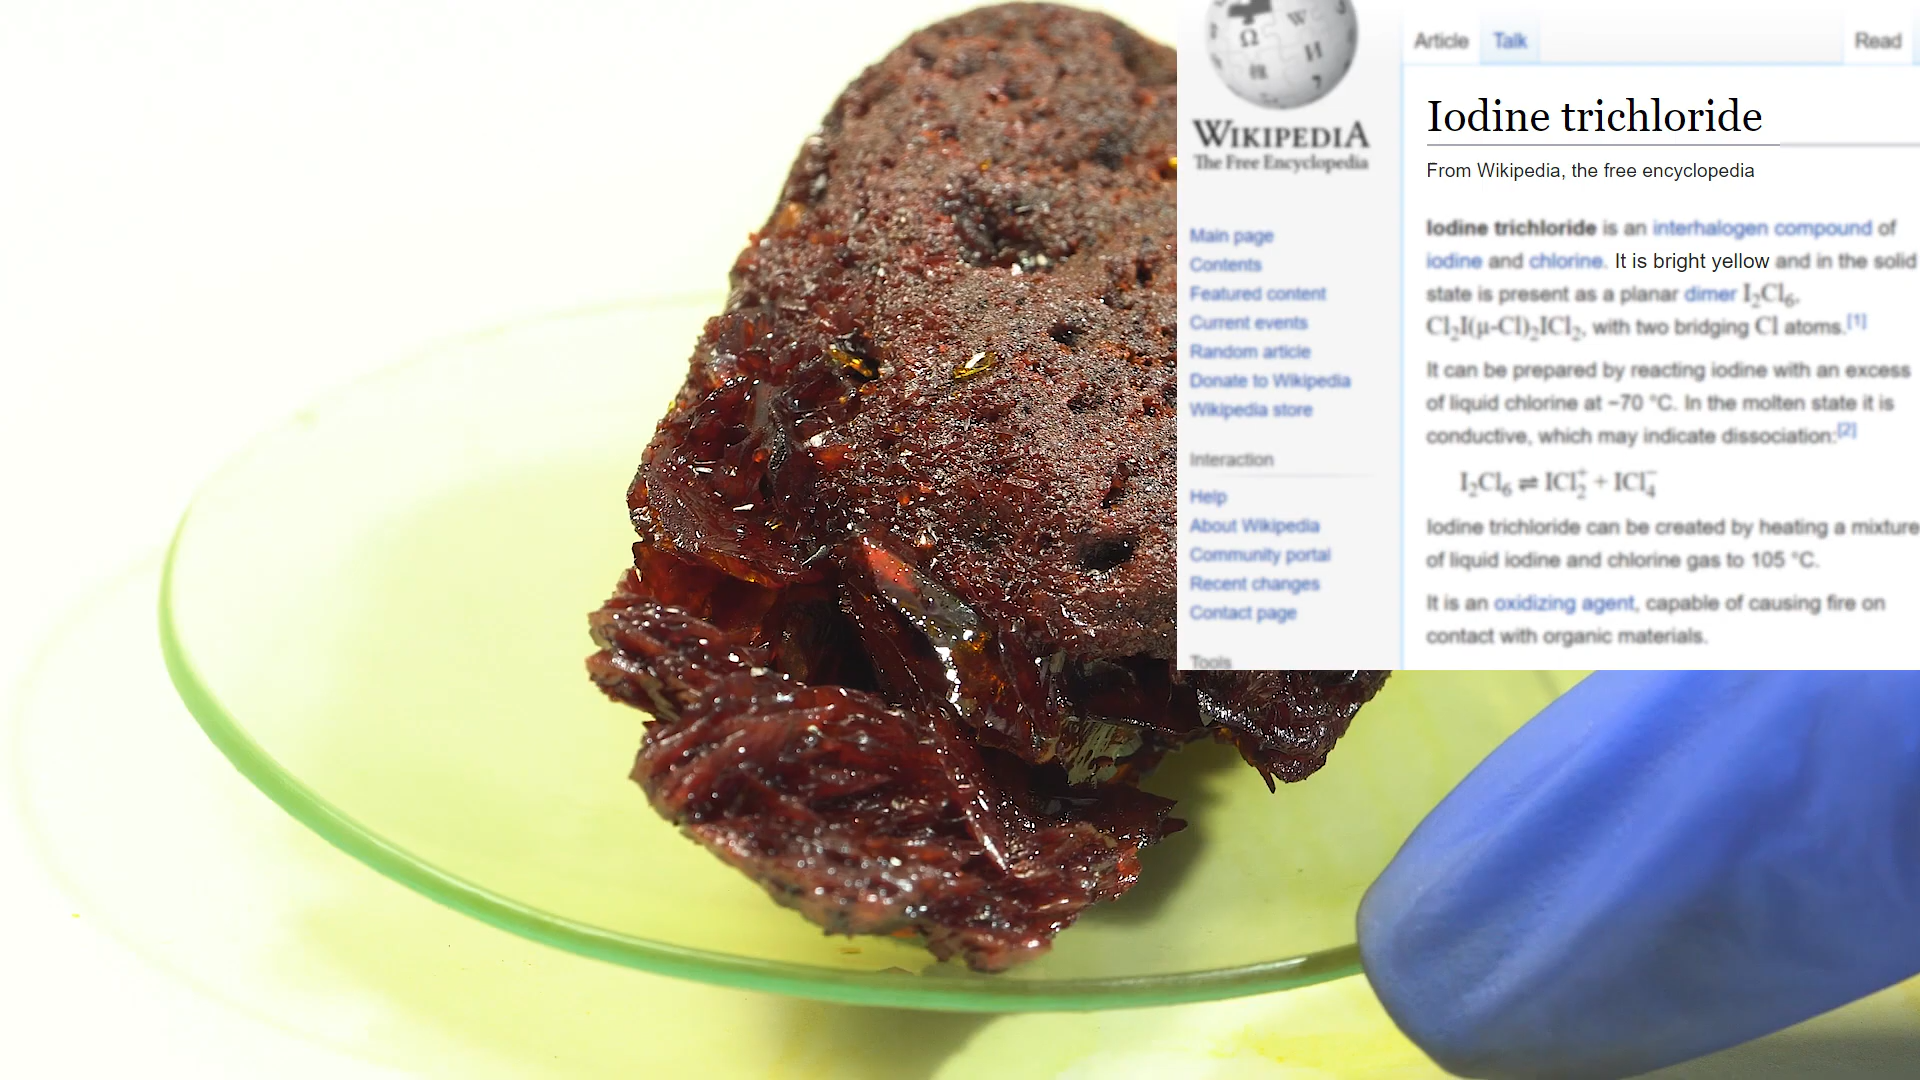 Article Talk Read
WIKIPEDIA
The Free Encyclopedia
Main page
Contents
Featured content
Current events
Random article
Donate to Wikipedia
Wikipedia store
Interaction
Help
About Wikipedia
Community portal
Recent changes
Contact page
Tools
Iodine trichloride
From Wikipedia, the free encyclopedia
Iodine trichloride is an interhalogen compound of
iodine and chlorine. It is bright yellow and in the solid
state is present as a planar dimer I₂Cl₆.
Cl₂I(μ-Cl)₂ICl₂, with two bridging Cl atoms.[1]
It can be prepared by reacting iodine with an excess
of liquid chlorine at −70 °C. In the molten state it is
conductive, which may indicate dissociation:[2]
I₂Cl₆ ⇌ ICl₂⁺ + ICl₄⁻
Iodine trichloride can be created by heating a mixture
of liquid iodine and chlorine gas to 105 °C.
It is an oxidizing agent, capable of causing fire on
contact with organic materials.